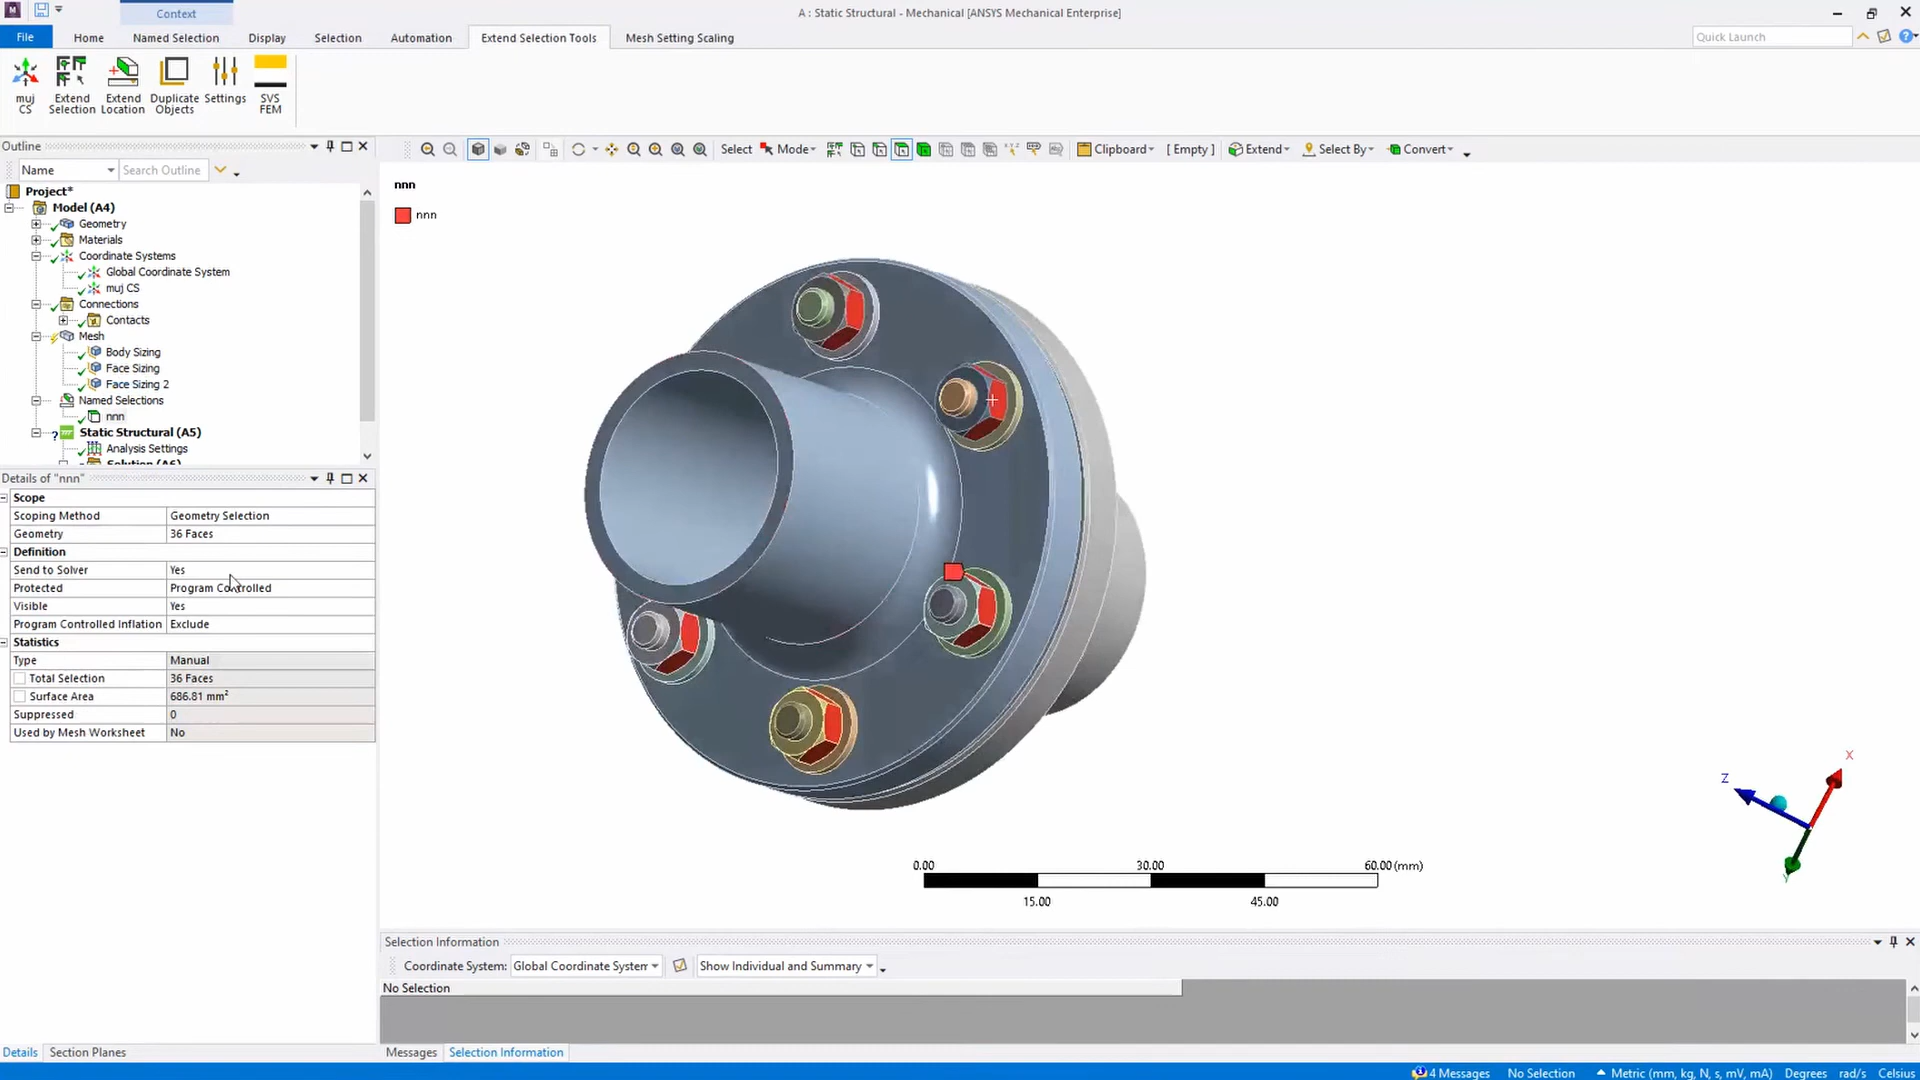 Context
A : Static Structural - Mechanical [ANSYS Mechanical Enterprise]
File Home Named Selection Display Selection Automation Extend Selection Tools Mesh Setting Scaling Quick Launch
muj CS
Extend Selection
Extend Location
Duplicate Objects
Settings
SVS FEM
Outline
Name Search Outline
Select Mode Clipboard [ Empty ] Extend Select By Convert
Project*
Model (A4)
Geometry
Materials
Coordinate Systems
Global Coordinate System
muj CS
Connections
Contacts
Mesh
Body Sizing
Face Sizing
Face Sizing 2
Named Selections
nnn
Static Structural (A5)
Analysis Settings
Solution (A6)
Details of "nnn"
Scope
Scoping Method Geometry Selection
Geometry 36 Faces
Definition
Send to Solver Yes
Protected Program Controlled
Visible Yes
Program Controlled Inflation Exclude
Statistics
Type Manual
Total Selection 36 Faces
Surface Area 686.81 mm²
Suppressed 0
Used by Mesh Worksheet No
Details Section Planes
nnn
nnn
X
Z
Y
0.00 30.00 60.00 (mm)
15.00 45.00
Selection Information
Coordinate System: Global Coordinate System Show Individual and Summary
No Selection
Messages Selection Information
4 Messages No Selection Metric (mm, kg, N, s, mV, mA) Degrees rad/s Celsius